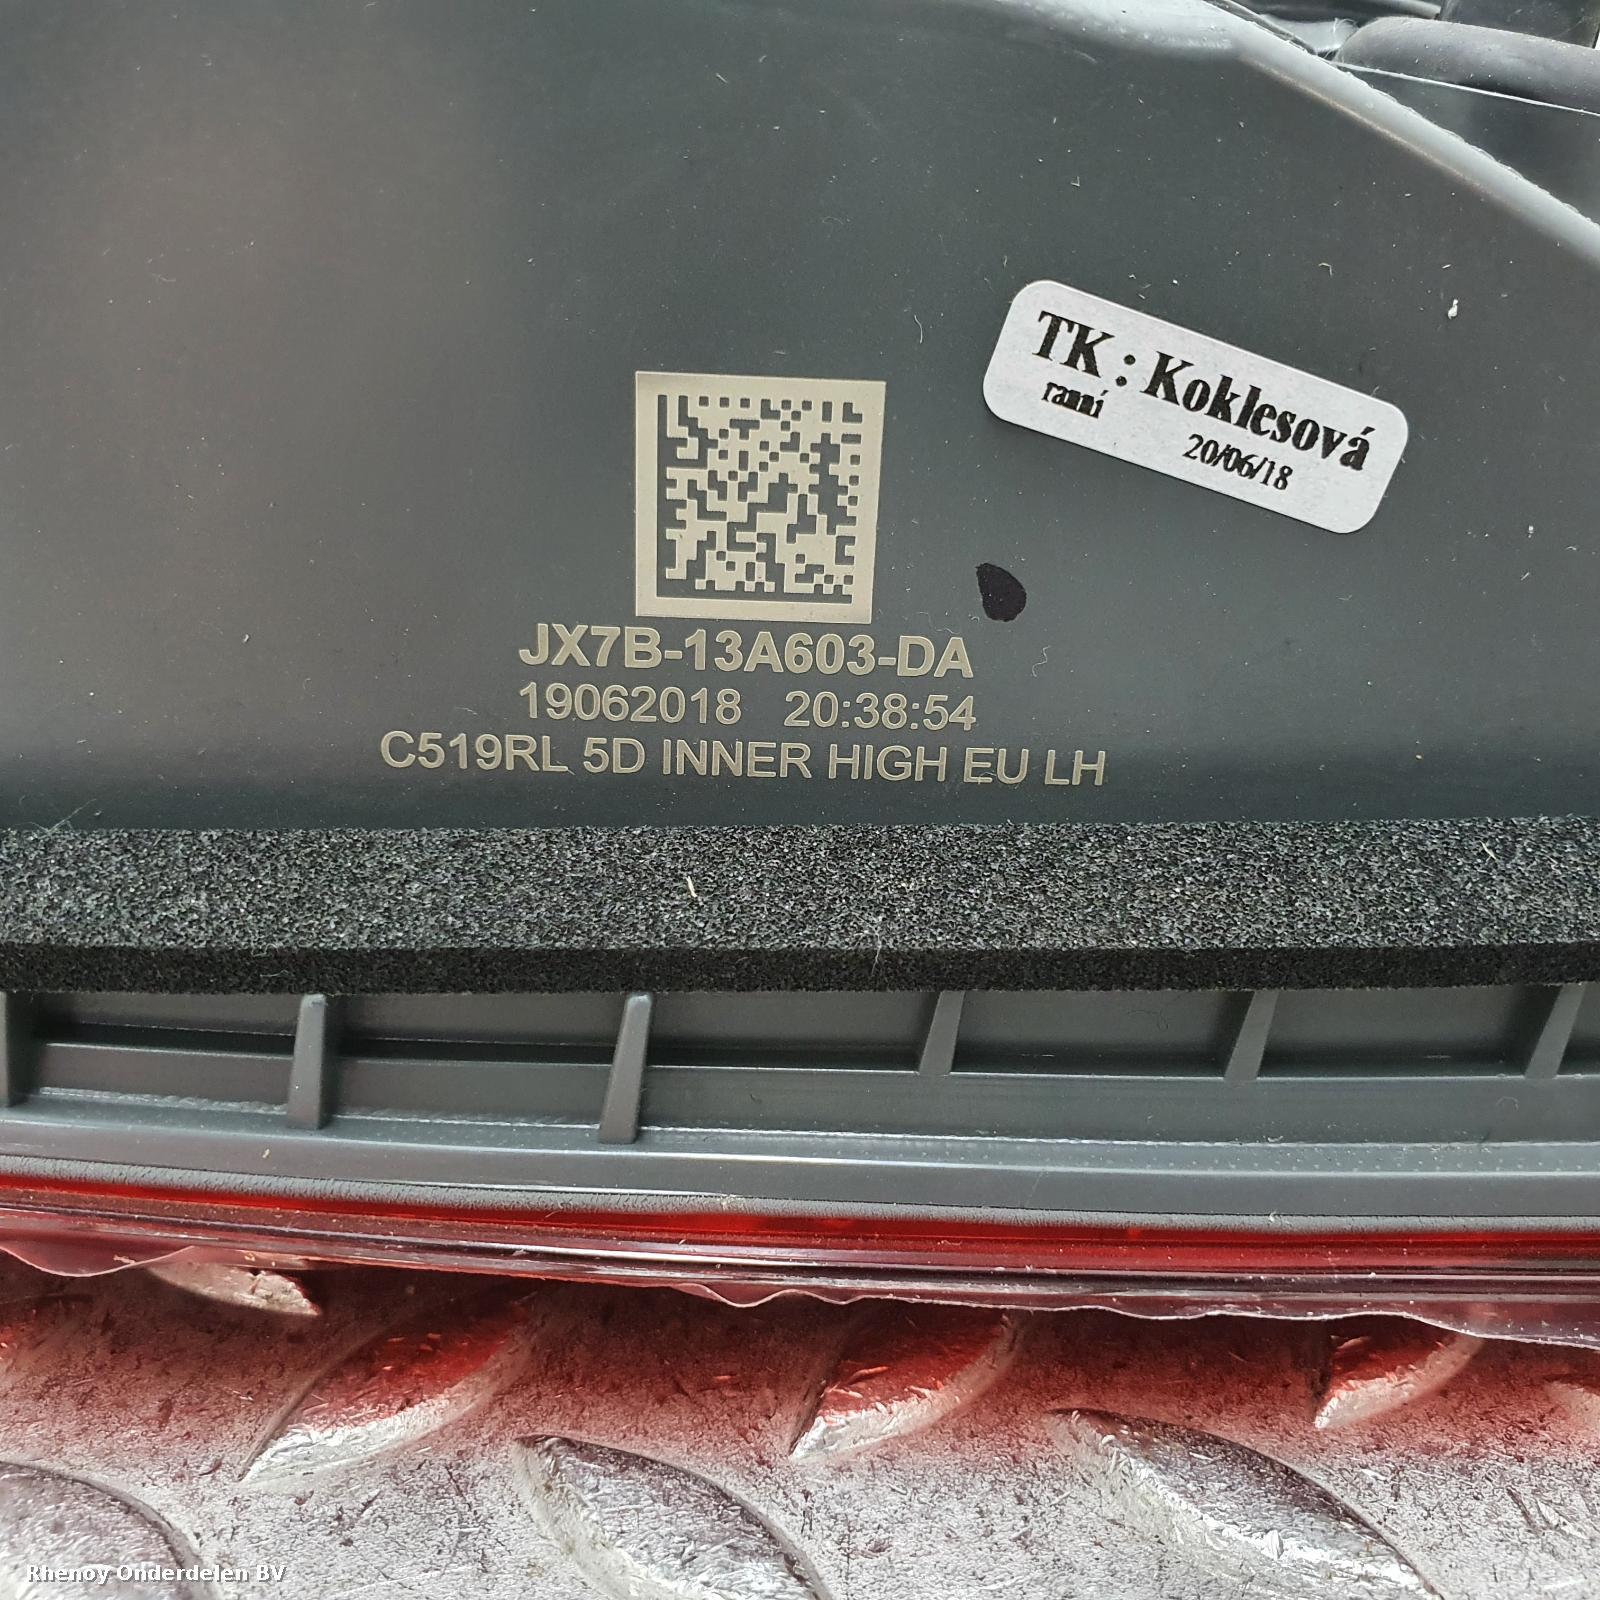 TK: Koklesová
ranní
20/06/18
JX7B-13A603-DA
19062018 20:38:54
C519RL 5D INNER HIGH EU LH
Rhenoy Onderdelen BV